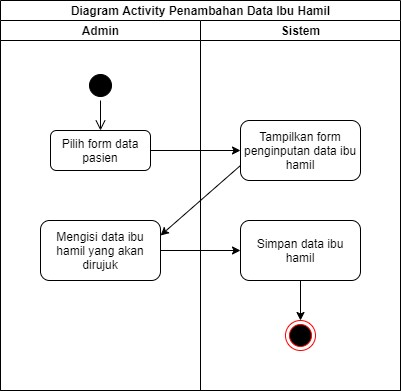 Diagram Activity Penambahan Data Ibu Hamil
Admin
Sistem
Pilih form data
pasien
Tampilkan form
penginputan data ibu
hamil
Mengisi data ibu
hamil yang akan
dirujuk
Simpan data ibu
hamil